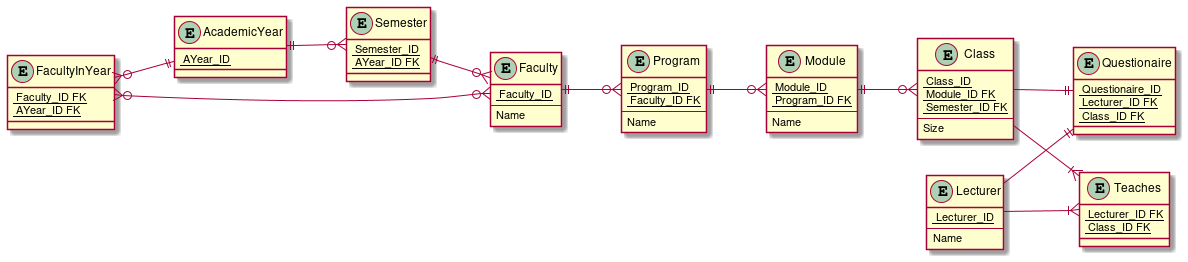 E FacultyInYear
Faculty_ID FK
AYear_ID FK
E AcademicYear
AYear_ID
E Semester
Semester_ID
AYear_ID FK
E Faculty
Faculty_ID
Name
E Program
Program_ID
Faculty_ID FK
Name
E Module
Module_ID
Program_ID FK
Name
E Class
Class_ID
Module_ID FK
Semester_ID FK
Size
E Questionaire
Questionaire_ID
Lecturer_ID FK
Class_ID FK
E Lecturer
Lecturer_ID
Name
E Teaches
Lecturer_ID FK
Class_ID FK